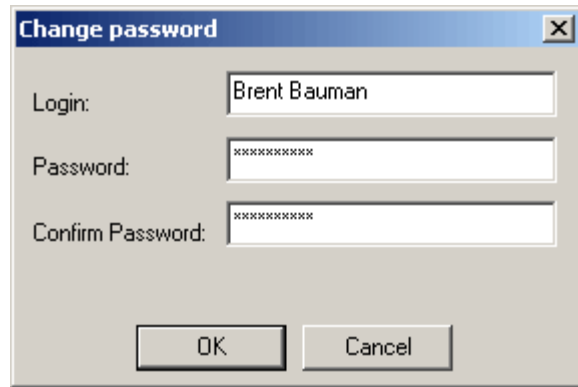 Change password
Login: Brent Bauman
Password: **********
Confirm Password: **********
OK Cancel